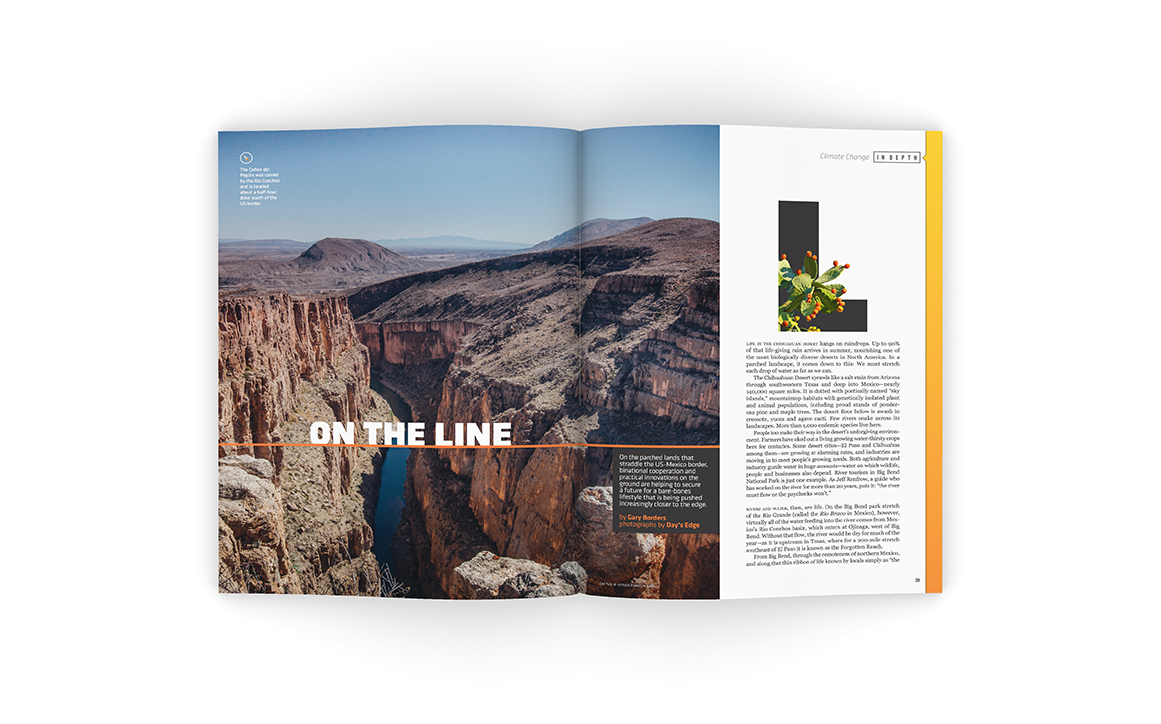 The Cañón del
Peguis was carved
by the Rio Conchos
and is located
about a half-hour
drive south of the
US border.
ON THE LINE
On the parched lands that
straddle the US-Mexico border,
binational cooperation and
practical innovations on the
ground are helping to secure
a future for a bare-bones
lifestyle that is being pushed
increasingly closer to the edge.
by Gary Borders
photographs by Day's Edge
Climate Change IN DEPTH
L
LIFE IN THE CHIHUAHUAN DESERT hangs on raindrops. Up to 90%
of that life-giving rain arrives in summer, nourishing one of
the most biologically diverse deserts in North America. In a
parched landscape, it comes down to this: We must stretch
each drop of water as far as we can.
The Chihuahuan Desert sprawls like a salt stain from Arizona
through southwestern Texas and deep into Mexico—nearly
140,000 square miles. It is dotted with poetically named "sky
islands," mountaintop habitats with genetically isolated plant
and animal populations, including proud stands of ponder-
osa pine and maple trees. The desert floor below is awash in
creosote, yucca and agave cacti. Few rivers snake across its
landscapes. More than 1,000 endemic species live here.
People too make their way in the desert's unforgiving environ-
ment. Farmers have eked out a living growing water-thirsty crops
here for centuries. Some desert cities—El Paso and Chihuahua
among them—are growing at alarming rates, and industries are
moving in to meet people's growing needs. Both agriculture and
industry guzzle water in huge amounts—water on which wildlife,
people and businesses also depend. River tourism in Big Bend
National Park is just one example. As Jeff Renfrow, a guide who
has worked on the river for more than 20 years, puts it: "the river
must flow or the paychecks won't."
RIVERS AND WATER, then, are life. On the Big Bend park stretch
of the Rio Grande (called the Río Bravo in Mexico), however,
virtually all of the water feeding into the river comes from Mex-
ico's Rio Conchos basin, which enters at Ojinaga, west of Big
Bend. Without that flow, the river would be dry for much of the
year—as it is upstream in Texas, where for a 200-mile stretch
southeast of El Paso it is known as the Forgotten Reach.
From Big Bend, through the remoteness of northern Mexico,
and along that thin ribbon of life known by locals simply as "the